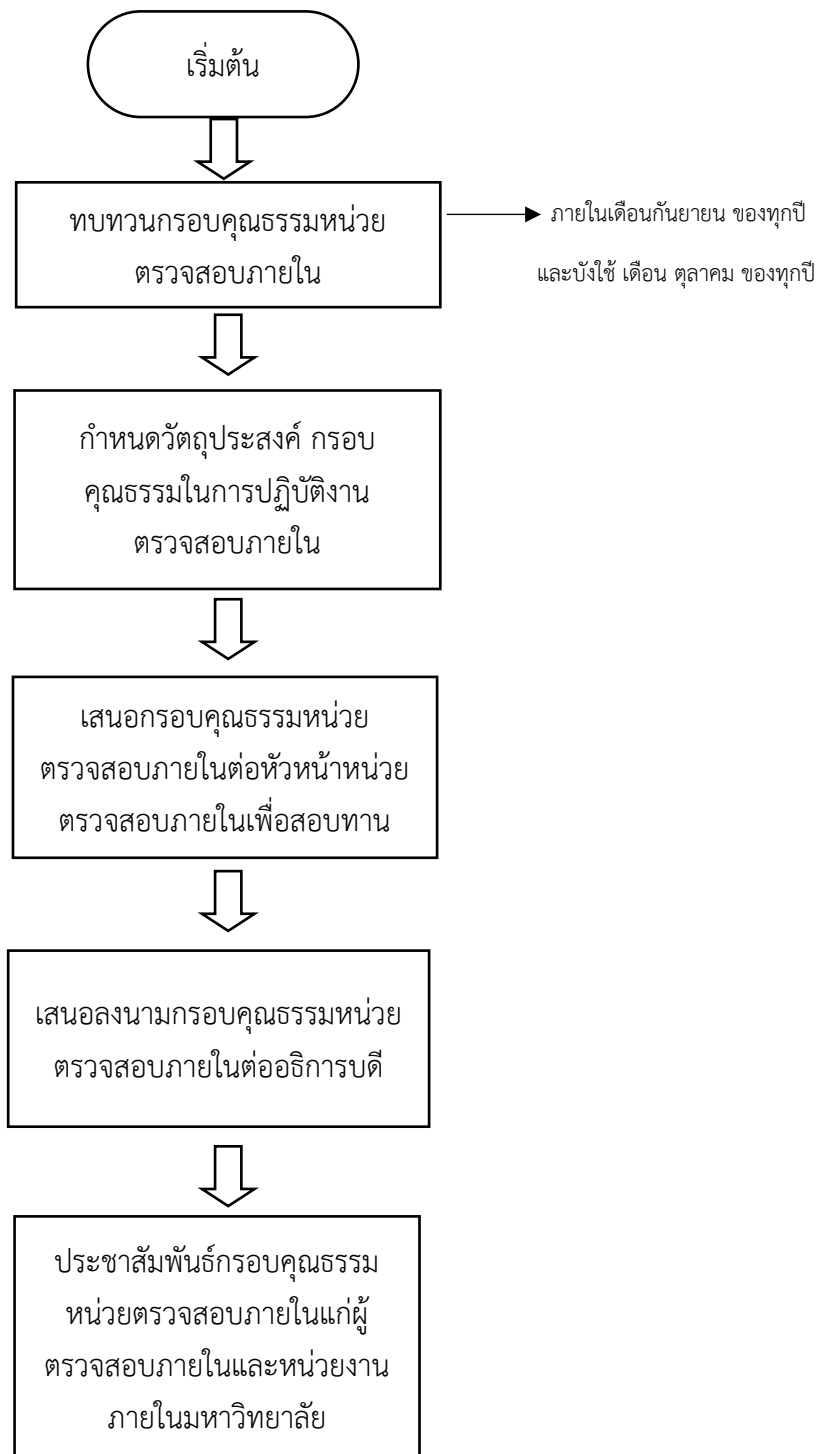 เริ่มต้น
ทบทวนกรอบคุณธรรมหน่วย
ตรวจสอบภายใน
ภายในเดือนกันยายน ของทุกปี
และบังใช้ เดือน ตุลาคม ของทุกปี
กำหนดวัตถุประสงค์ กรอบ
คุณธรรมในการปฏิบัติงาน
ตรวจสอบภายใน
เสนอกรอบคุณธรรมหน่วย
ตรวจสอบภายในต่อหัวหน้าหน่วย
ตรวจสอบภายในเพื่อสอบทาน
เสนอลงนามกรอบคุณธรรมหน่วย
ตรวจสอบภายในต่ออธิการบดี
ประชาสัมพันธ์กรอบคุณธรรม
หน่วยตรวจสอบภายในแก่ผู้
ตรวจสอบภายในและหน่วยงาน
ภายในมหาวิทยาลัย